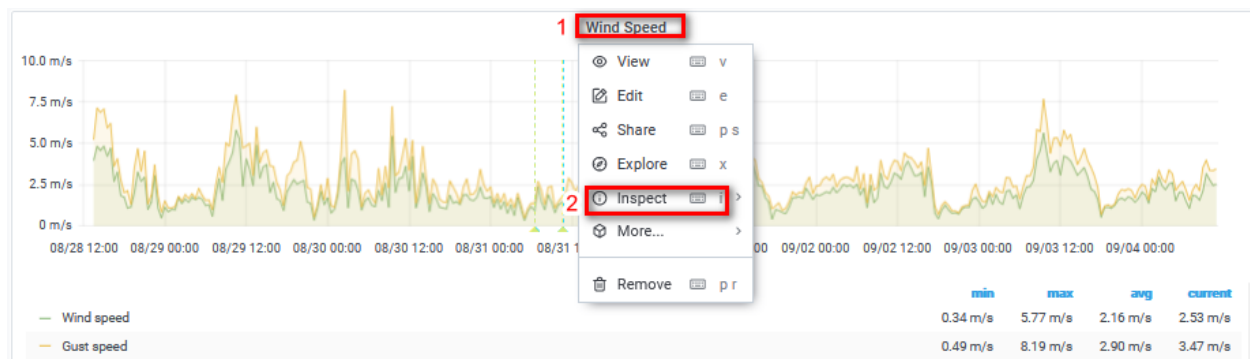 1 Wind Speed
10.0 m/s
7.5 m/s
5.0 m/s
2.5 m/s
0 m/s
View v
Edit e
Share p s
Explore x
2 Inspect i >
More... >
Remove p r
08/28 12:00 08/29 00:00 08/29 12:00 08/30 00:00 08/30 12:00 08/31 00:00 08/31 1 00 09/02 00:00 09/02 12:00 09/03 00:00 09/03 12:00 09/04 00:00
min max avg current
Wind speed 0.34 m/s 5.77 m/s 2.16 m/s 2.53 m/s
Gust speed 0.49 m/s 8.19 m/s 2.90 m/s 3.47 m/s